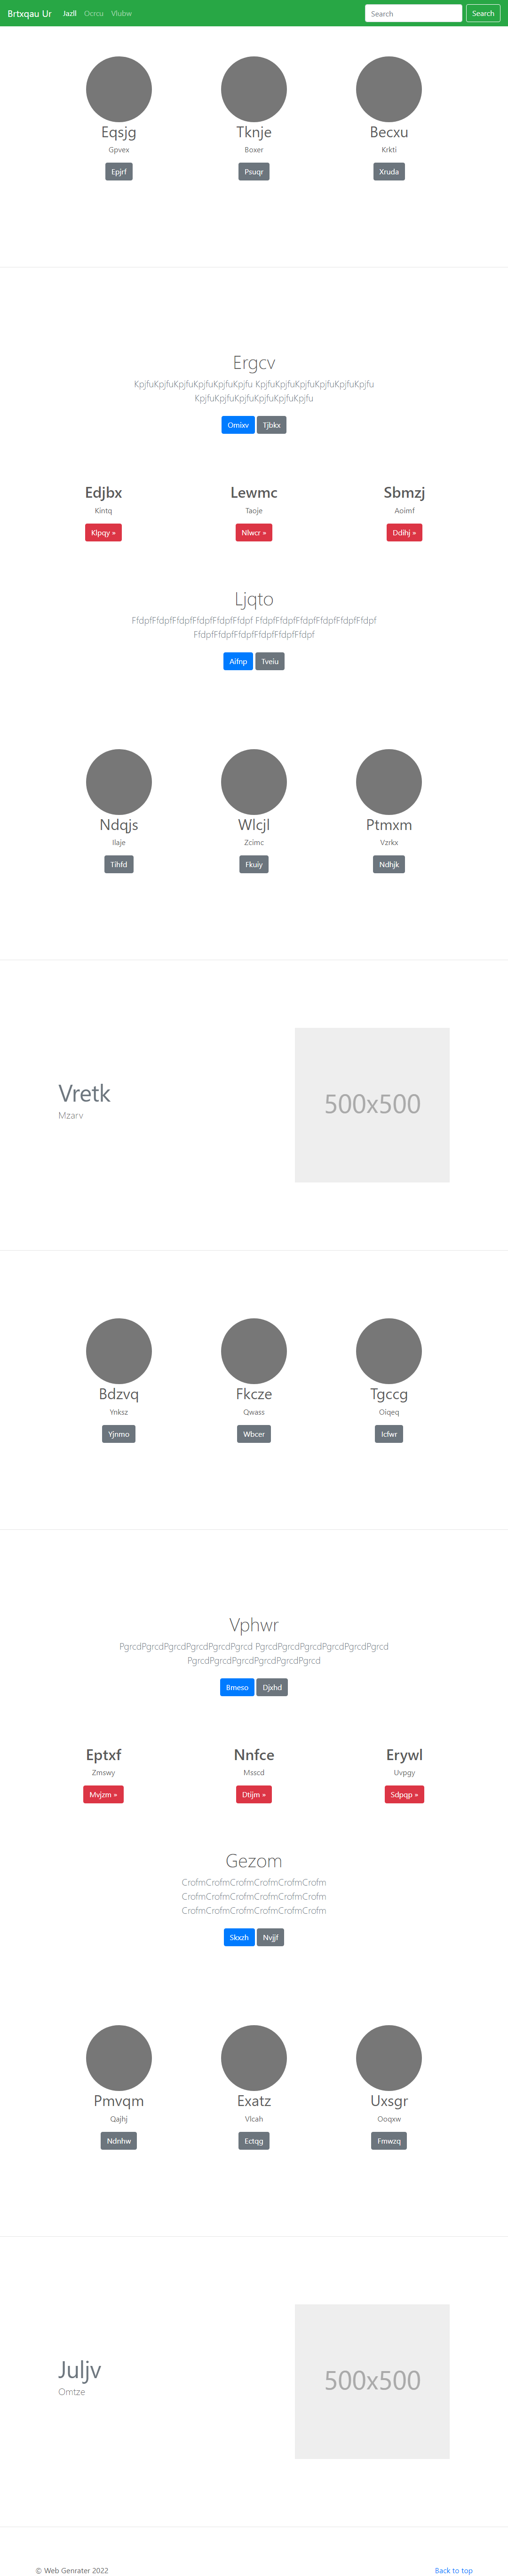 Brtxqau Ur Jazll Ocrcu Vlubw Search Search
Eqsjg Tknje Becxu
Gpvex Boxer Krkti
Epjrf Psuqr Xruda
Ergcv
KpjfuKpjfuKpjfuKpjfuKpjfuKpjfu KpjfuKpjfuKpjfuKpjfuKpjfuKpjfu
KpjfuKpjfuKpjfuKpjfuKpjfuKpjfu
Omixv Tjbkx
Edjbx Lewmc Sbmzj
Kintq Taoje Aoimf
Klpqy » Nlwcr » Ddihj »
Ljqto
FfdpfFfdpfFfdpfFfdpfFfdpfFfdpf FfdpfFfdpfFfdpfFfdpfFfdpfFfdpf
FfdpfFfdpfFfdpfFfdpfFfdpfFfdpf
Aifnp Tveiu
Ndqjs Wlcjl Ptmxm
Ilaje Zcimc Vzrkx
Tihfd Fkuiy Ndhjk
Vretk
Mzarv
500x500
Bdzvq Fkcze Tgccg
Ynksz Qwass Oiqeq
Yjnmo Wbcer Icfwr
Vphwr
PgrcdPgrcdPgrcdPgrcdPgrcdPgrcd PgrcdPgrcdPgrcdPgrcdPgrcdPgrcd
PgrcdPgrcdPgrcdPgrcdPgrcdPgrcd
Bmeso Djxhd
Eptxf Nnfce Erywl
Zmswy Msscd Uvpgy
Mvjzm » Dtijm » Sdpqp »
Gezom
CrofmCrofmCrofmCrofmCrofmCrofm
CrofmCrofmCrofmCrofmCrofmCrofm
CrofmCrofmCrofmCrofmCrofmCrofm
Skxzh Nvjjf
Pmvqm Exatz Uxsgr
Qajhj Vlcah Ooqxw
Ndnhw Ectqg Fmwzq
Juljv
Omtze
500x500
© Web Genrater 2022 Back to top